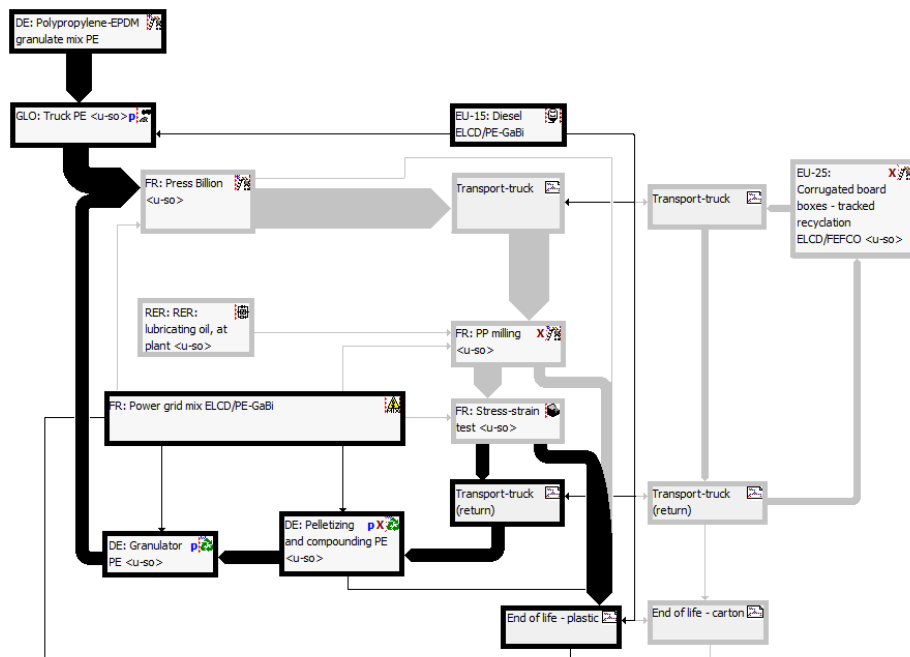 DE: Polypropylene-EPDM
granulate mix PE
GLO: Truck PE <u-so>p
EU-15: Diesel
ELCD/PE-GaBi
FR: Press Billion
<u-so>
Transport-truck
Transport-truck
EU-25: X
Corrugated board
boxes - tracked
recyclation
ELCD/FEFCO <u-so>
RER: RER:
lubricating oil, at
plant <u-so>
FR: PP milling X
<u-so>
FR: Power grid mix ELCD/PE-GaBi
MIX
FR: Stress-strain
test <u-so>
Transport-truck
(return)
Transport-truck
(return)
DE: Granulator p
PE <u-so>
DE: Pelletizing p X
and compounding PE
<u-so>
End of life - plastic
End of life - carton